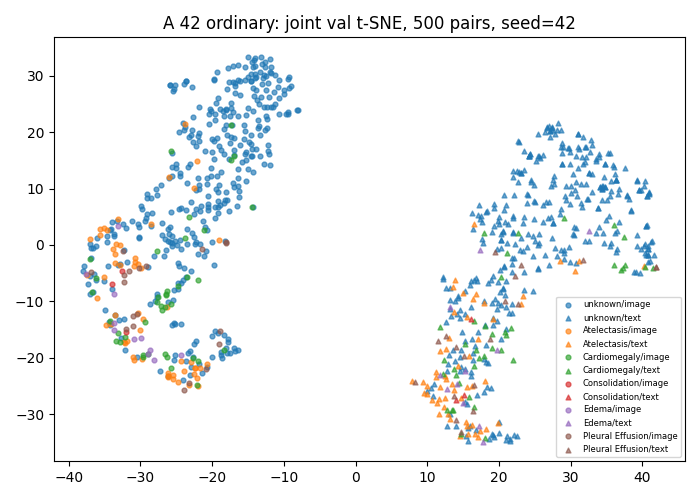 A 42 ordinary: joint val t-SNE, 500 pairs, seed=42
30
20
10
0
−10
−20
−30
−40
−30
−20
−10
0
10
20
30
40
unknown/image
unknown/text
Atelectasis/image
Atelectasis/text
Cardiomegaly/image
Cardiomegaly/text
Consolidation/image
Consolidation/text
Edema/image
Edema/text
Pleural Effusion/image
Pleural Effusion/text